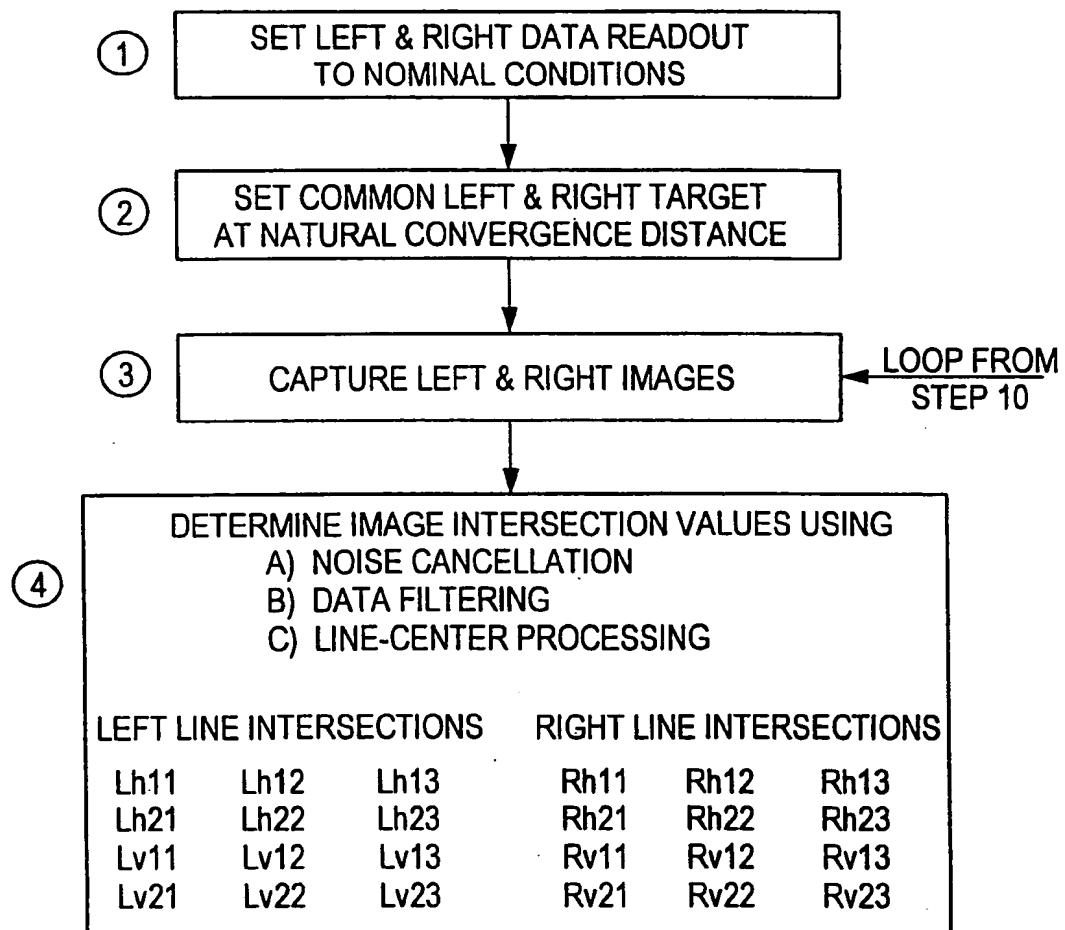 1
SET LEFT & RIGHT DATA READOUT
TO NOMINAL CONDITIONS
2
SET COMMON LEFT & RIGHT TARGET
AT NATURAL CONVERGENCE DISTANCE
3
CAPTURE LEFT & RIGHT IMAGES
LOOP FROM
STEP 10
4
DETERMINE IMAGE INTERSECTION VALUES USING
A) NOISE CANCELLATION
B) DATA FILTERING
C) LINE-CENTER PROCESSING
LEFT LINE INTERSECTIONS RIGHT LINE INTERSECTIONS
Lh11 Lh12 Lh13 Rh11 Rh12 Rh13
Lh21 Lh22 Lh23 Rh21 Rh22 Rh23
Lv11 Lv12 Lv13 Rv11 Rv12 Rv13
Lv21 Lv22 Lv23 Rv21 Rv22 Rv23